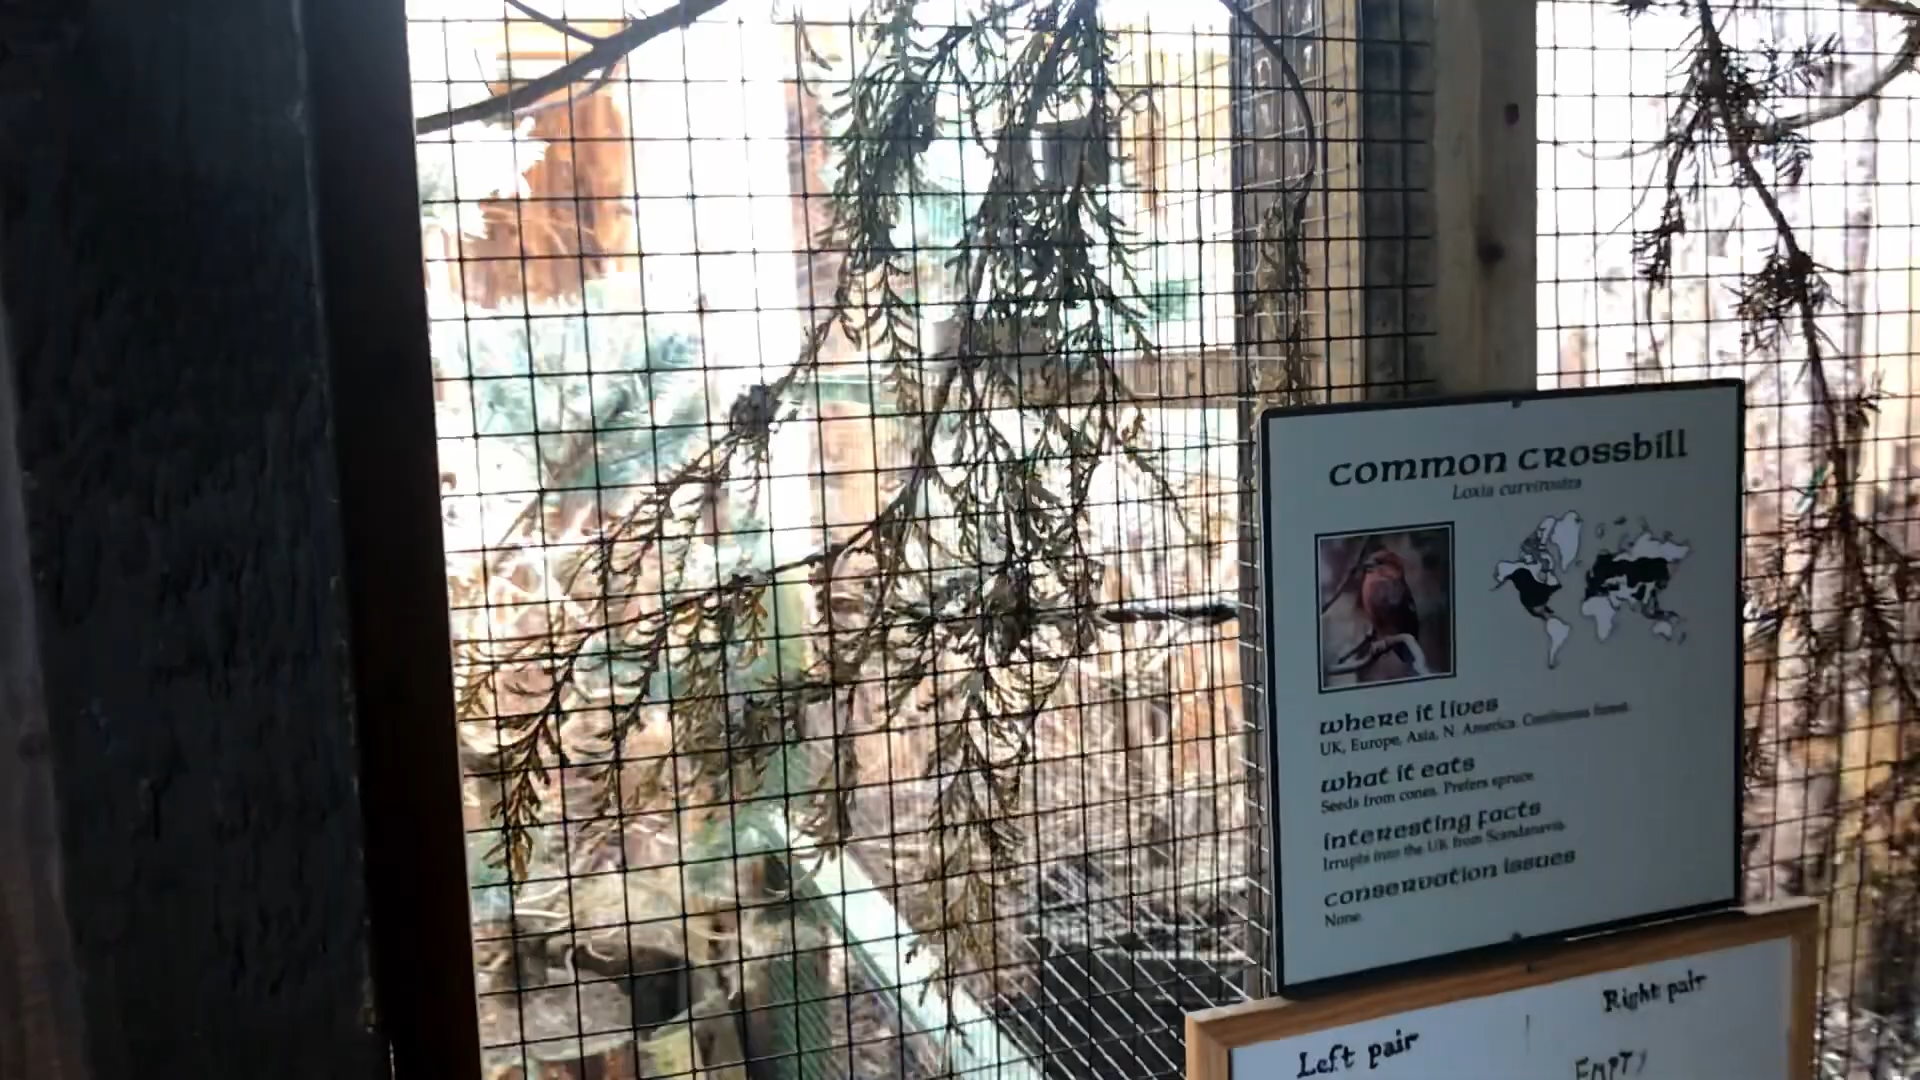 common crossbill
Loxia curvirostra
where it lives
UK, Europe, Asia, N. America. Coniferous forest.
what it eats
Seeds from cones. Prefers spruce.
interesting facts
Irrupts into the UK from Scandanavia.
conservation issues
None.
Left pair
Right pair
EMPTY